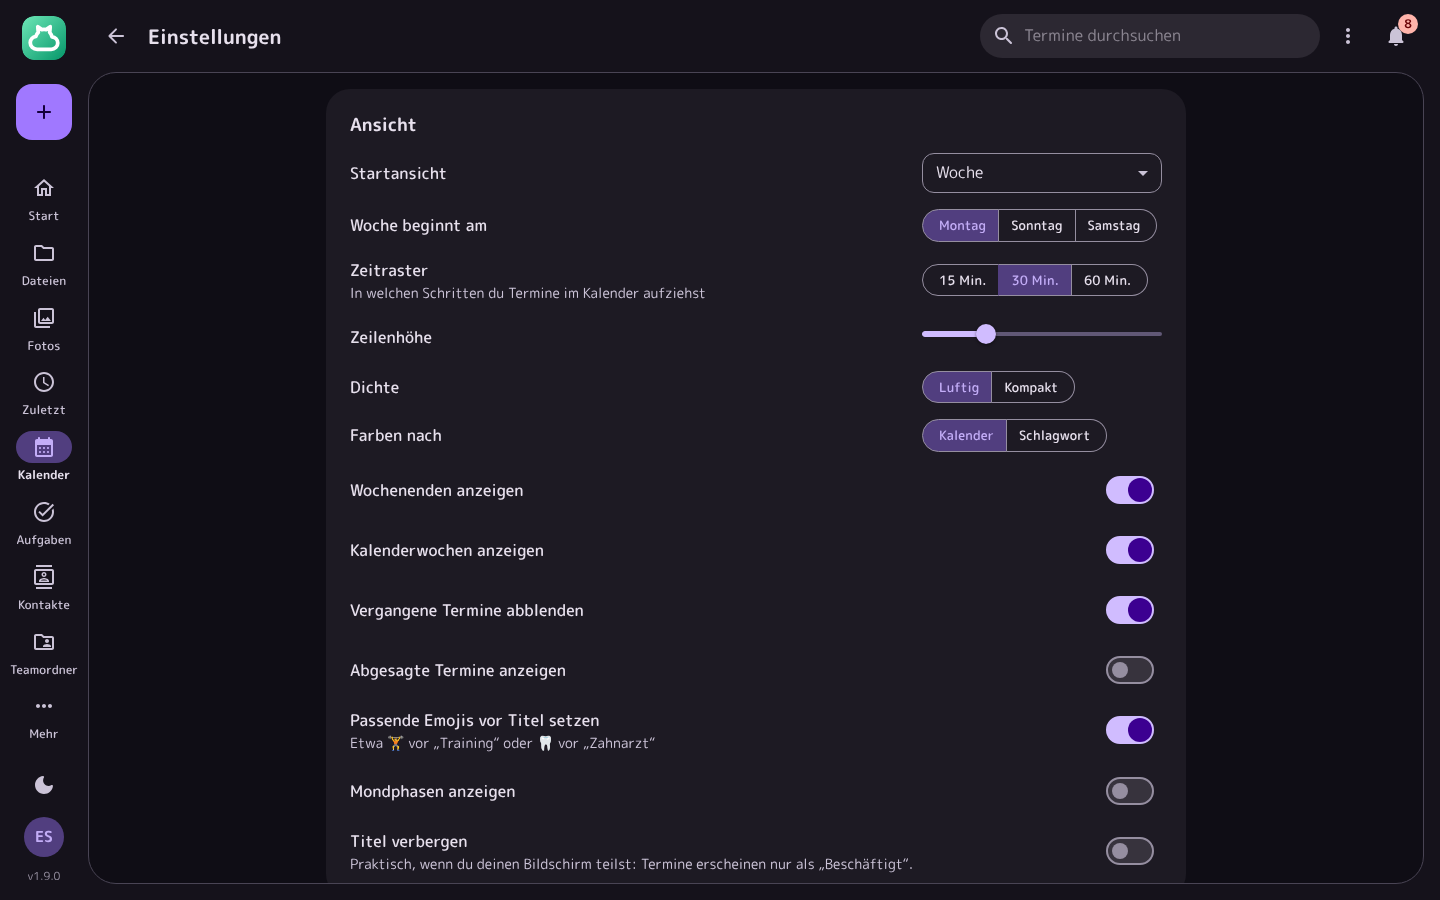 Einstellungen
Termine durchsuchen
8
Start
Dateien
Fotos
Zuletzt
Kalender
Aufgaben
Kontakte
Teamordner
Mehr
ES
v1.9.0
Ansicht
Startansicht
Woche
Woche beginnt am
Montag Sonntag Samstag
Zeitraster
In welchen Schritten du Termine im Kalender aufziehst
15 Min. 30 Min. 60 Min.
Zeilenhöhe
Dichte
Luftig Kompakt
Farben nach
Kalender Schlagwort
Wochenenden anzeigen
Kalenderwochen anzeigen
Vergangene Termine abblenden
Abgesagte Termine anzeigen
Passende Emojis vor Titel setzen
Etwa 🏋️ vor „Training“ oder 🦷 vor „Zahnarzt“
Mondphasen anzeigen
Titel verbergen
Praktisch, wenn du deinen Bildschirm teilst: Termine erscheinen nur als „Beschäftigt“.